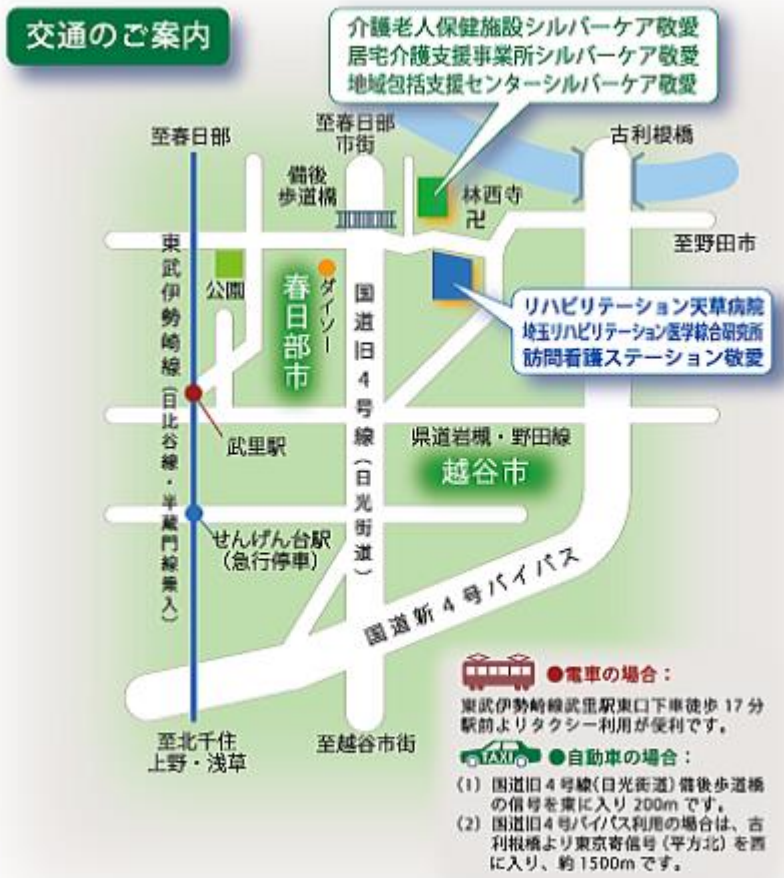 交通のご案内
介護老人保健施設シルバーケア敬愛
居宅介護支援事業所シルバーケア敬愛
地域包括支援センターシルバーケア敬愛
至春日部
至春日部
市街
古利根橋
備後
歩道橋
林西寺
卍
至野田市
東武伊勢崎線(日比谷線・半蔵門線乗入)
公園
春日部市
ダイソー
国道旧4号線(日光街道)
リハビリテーション天草病院
埼玉リハビリテーション医学綜合研究所
訪問看護ステーション敬愛
武里駅
県道岩槻・野田線
越谷市
せんげん台駅
(急行停車)
国道新4号バイパス
至北千住
上野・浅草
至越谷市街
●電車の場合:
東武伊勢崎線武里駅東口下車徒歩17分
駅前よりタクシー利用が便利です。
TAXI
●自動車の場合:
(1) 国道旧4号線(日光街道)備後歩道橋
の信号を東に入り200mです。
(2) 国道旧4号バイパス利用の場合は、古
利根橋より東京寄信号(平方北)を西
に入り、約1500mです。